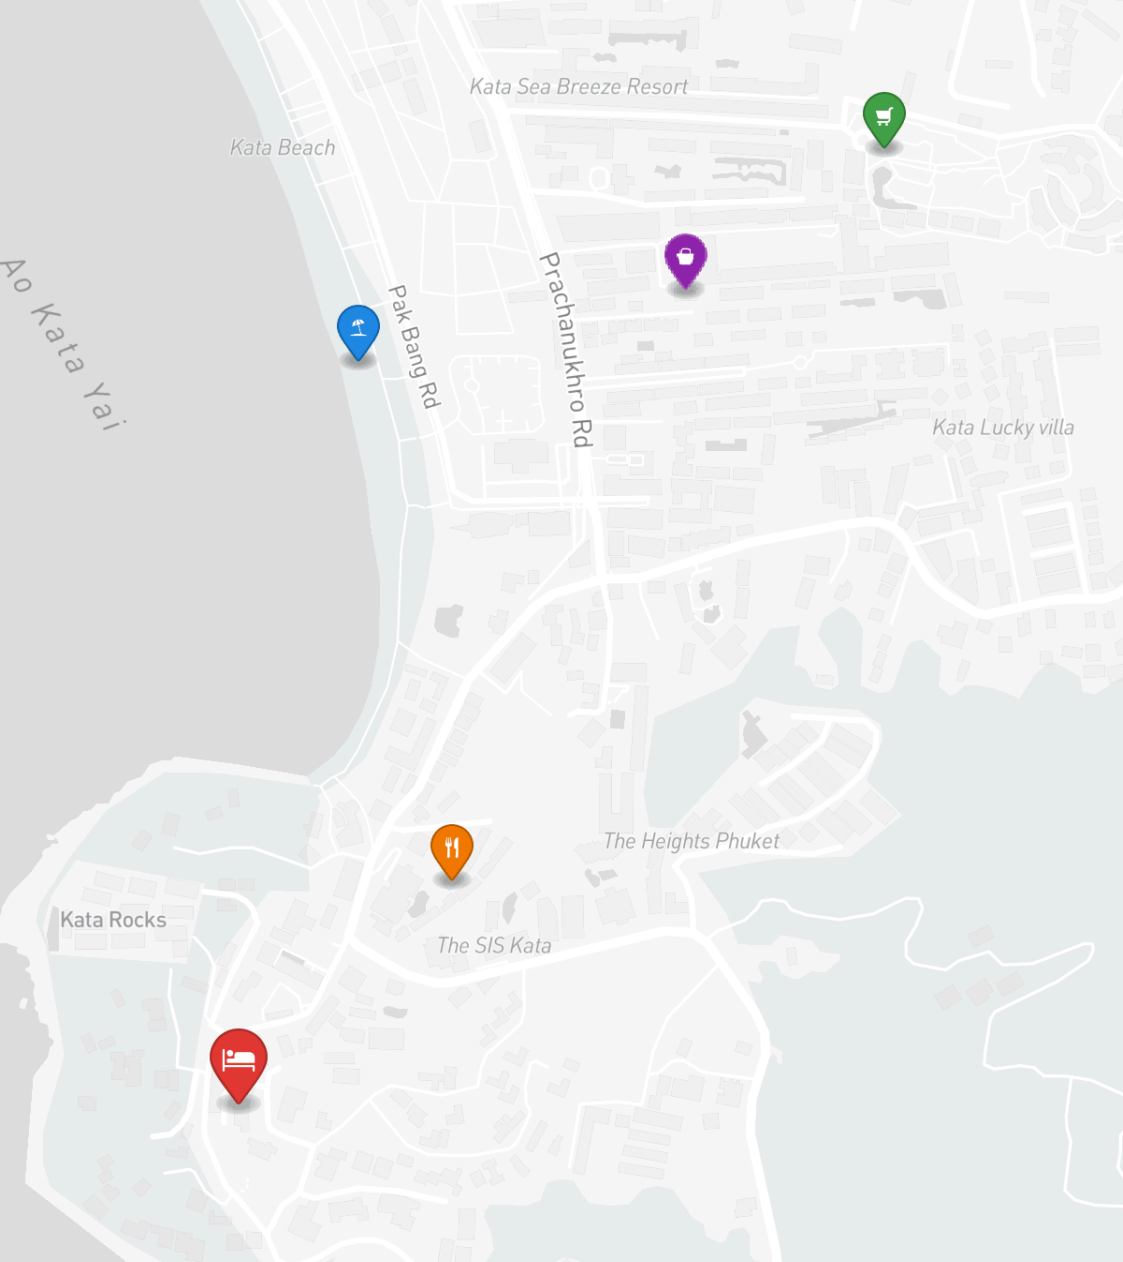 Kata Sea Breeze Resort
Kata Beach
Ao Kata Yai
Pak Bang Rd
Prachanukhro Rd
Kata Lucky villa
The Heights Phuket
Kata Rocks
The SIS Kata